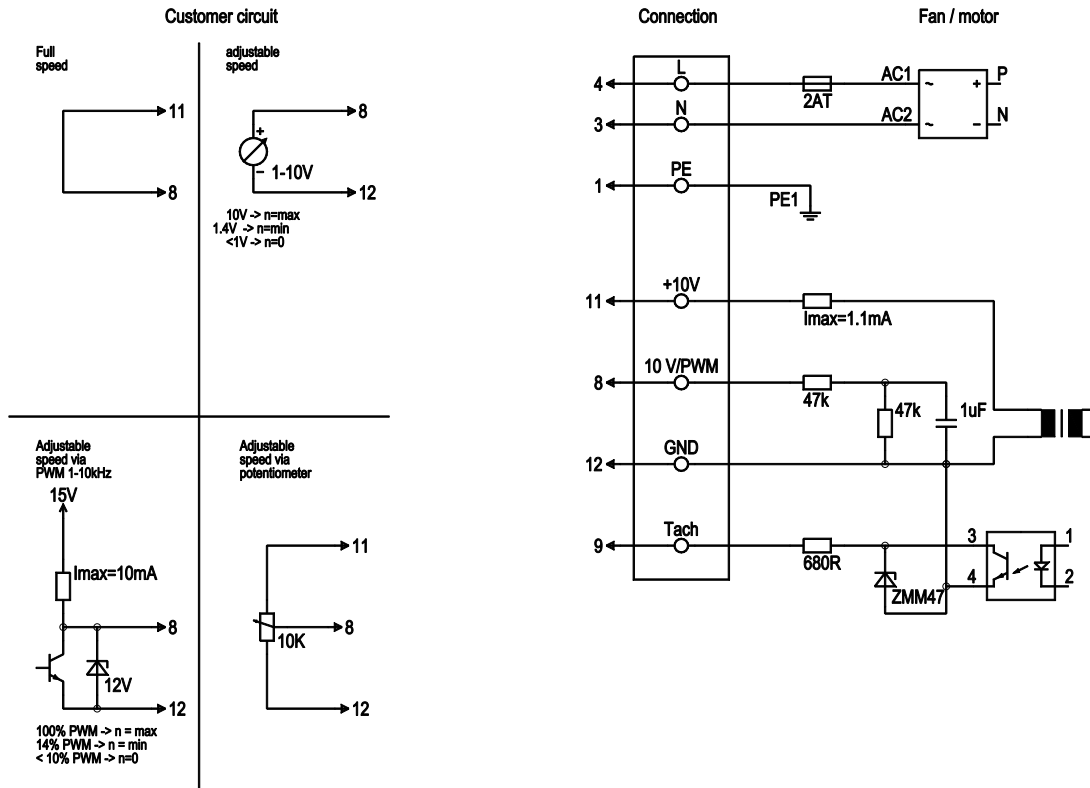 Customer circuit
Connection
Fan / motor
Full
speed
11
8
adjustable
speed
8
+
−
1-10V
12
10V -> n=max
1.4V -> n=min
<1V -> n=0
Adjustable
speed via
PWM 1-10kHz
15V
Imax=10mA
8
12V
12
100% PWM -> n = max
14% PWM -> n = min
< 10% PWM -> n=0
Adjustable
speed via
potentiometer
11
8
10K
12
4
L
2AT
AC1
~
+
P
3
N
AC2
~
−
N
1
PE
PE1
11
+10V
Imax=1.1mA
8
10 V/PWM
47k
47k
1uF
12
GND
9
Tach
680R
3
1
4
2
ZMM47